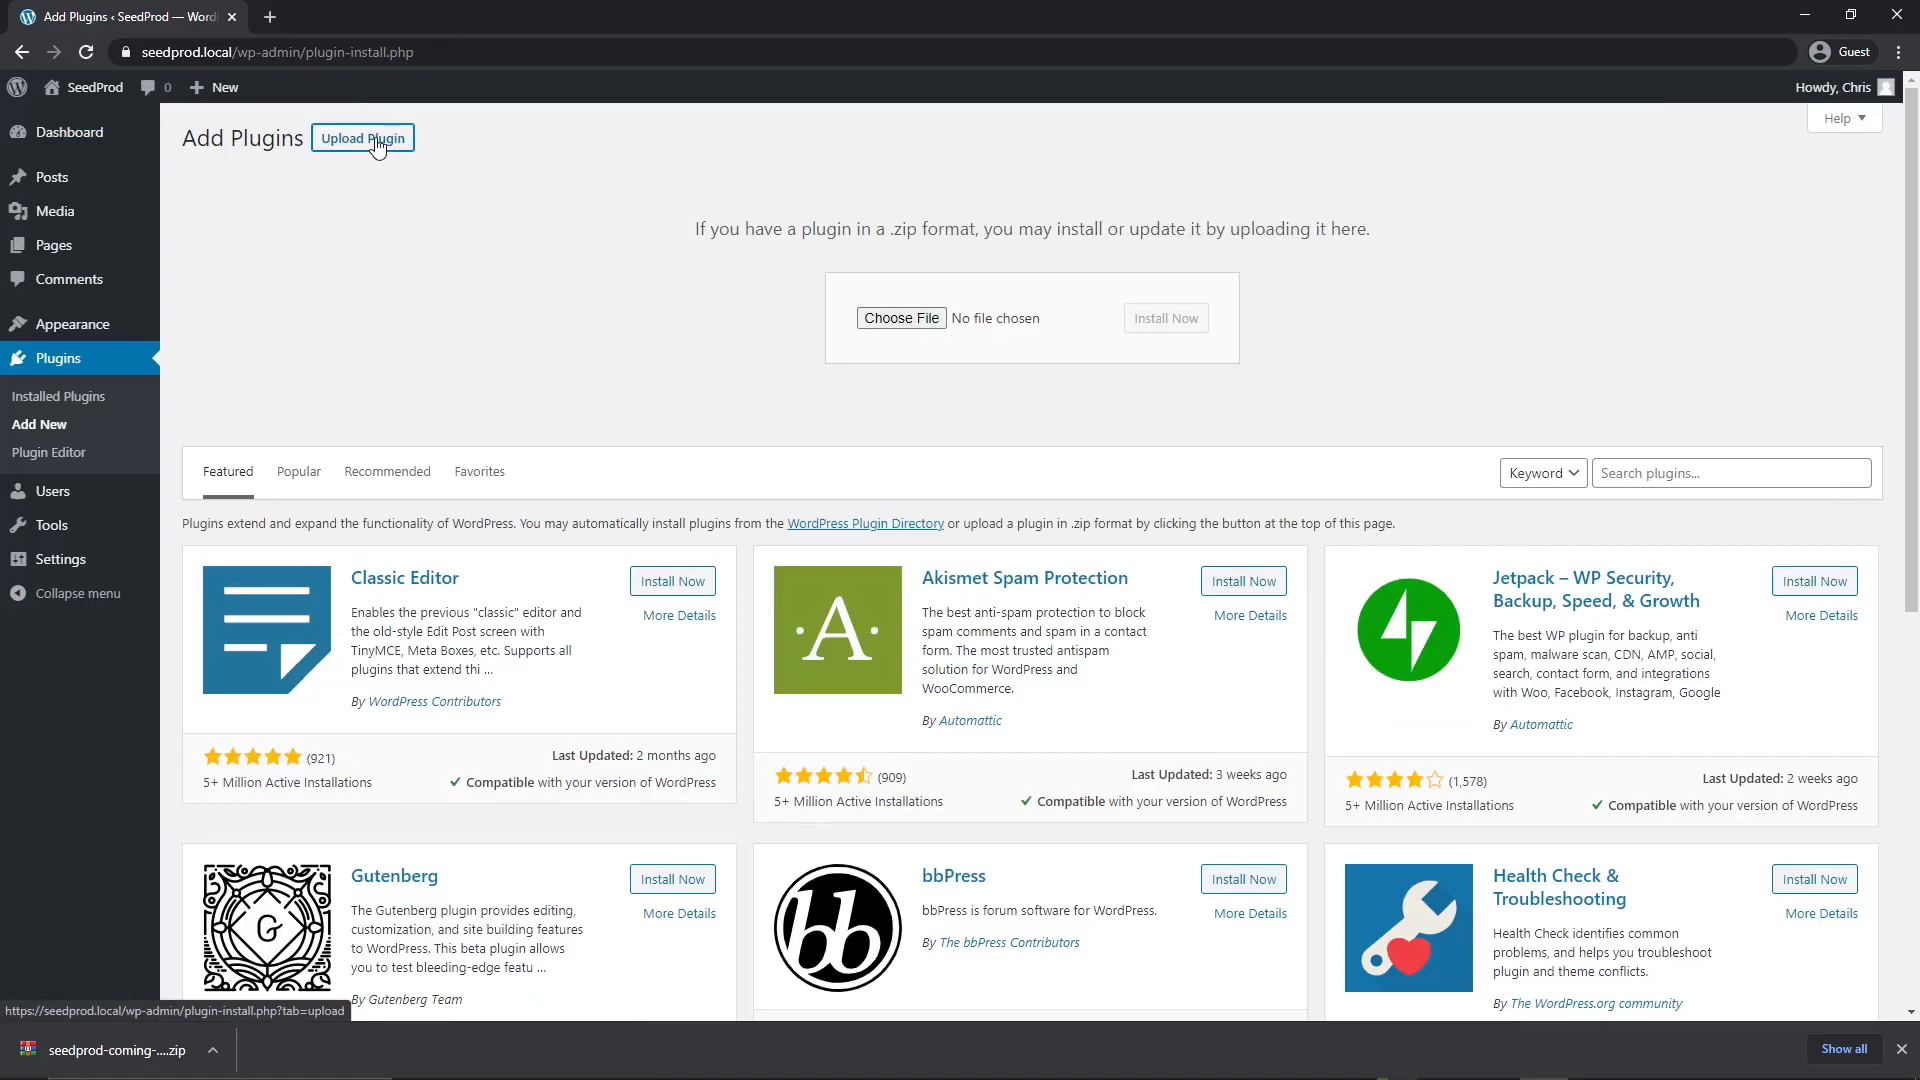 Add Plugins ‹ SeedProd — Word
seedprod.local/wp-admin/plugin-install.php
Guest
SeedProd
0
New
Howdy, Chris
Dashboard
Posts
Media
Pages
Comments
Appearance
Plugins
Installed Plugins
Add New
Plugin Editor
Users
Tools
Settings
Collapse menu
Help
Add Plugins
Upload Plugin
If you have a plugin in a .zip format, you may install or update it by uploading it here.
Choose File No file chosen
Install Now
Featured Popular Recommended Favorites
Keyword
Search plugins...
Plugins extend and expand the functionality of WordPress. You may automatically install plugins from the WordPress Plugin Directory or upload a plugin in .zip format by clicking the button at the top of this page.
Classic Editor
Install Now
More Details
Enables the previous "classic" editor and
the old-style Edit Post screen with
TinyMCE, Meta Boxes, etc. Supports all
plugins that extend thi ...
By WordPress Contributors
(921)
Last Updated: 2 months ago
5+ Million Active Installations
Compatible with your version of WordPress
Akismet Spam Protection
Install Now
More Details
The best anti-spam protection to block
spam comments and spam in a contact
form. The most trusted antispam
solution for WordPress and
WooCommerce.
By Automattic
(909)
Last Updated: 3 weeks ago
5+ Million Active Installations
Compatible with your version of WordPress
Jetpack – WP Security,
Backup, Speed, & Growth
Install Now
More Details
The best WP plugin for backup, anti
spam, malware scan, CDN, AMP, social,
search, contact form, and integrations
with Woo, Facebook, Instagram, Google
By Automattic
(1,578)
Last Updated: 2 weeks ago
5+ Million Active Installations
Compatible with your version of WordPress
Gutenberg
Install Now
More Details
The Gutenberg plugin provides editing,
customization, and site building features
to WordPress. This beta plugin allows
you to test bleeding-edge featu ...
By Gutenberg Team
bbPress
Install Now
More Details
bbPress is forum software for WordPress.
By The bbPress Contributors
Health Check &
Troubleshooting
Install Now
More Details
Health Check identifies common
problems, and helps you troubleshoot
plugin and theme conflicts.
By The WordPress.org community
https://seedprod.local/wp-admin/plugin-install.php?tab=upload
seedprod-coming-....zip
Show all